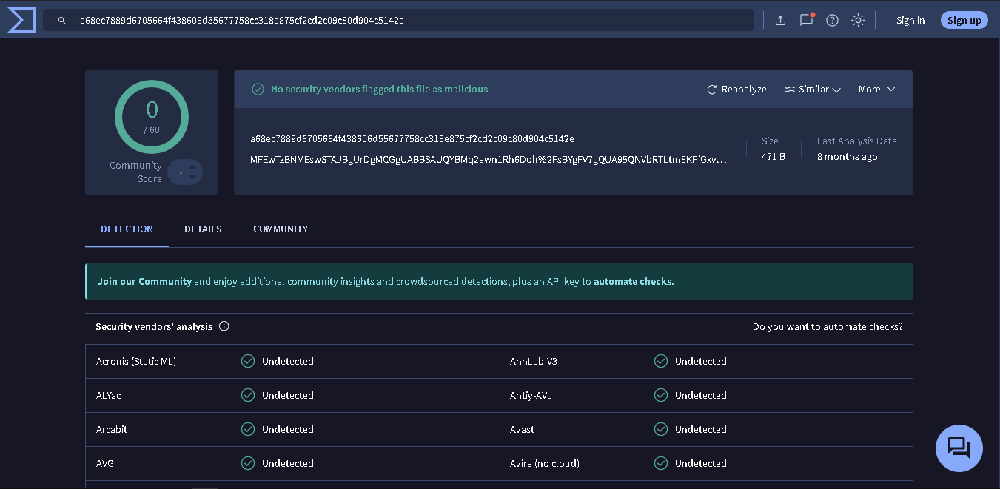 a68ec7889d6705664f438606d55677758cc318e875cf2cd2c09c80d904c5142e
Sign in
Sign up
0
/ 60
Community
Score
No security vendors flagged this file as malicious
Reanalyze
Similar
More
a68ec7889d6705664f438606d55677758cc318e875cf2cd2c09c80d904c5142e
MFEwTzBNMEswSTAJBgUrDgMCGgUABBSAUQYBMq2awn1Rh6Doh%2FsBYgFV7gQUA95QNVbRTLtm8KPiGxv…
Size
471 B
Last Analysis Date
8 months ago
DETECTION
DETAILS
COMMUNITY
Join our Community and enjoy additional community insights and crowdsourced detections, plus an API key to automate checks.
Security vendors' analysis
Do you want to automate checks?
Acronis (Static ML)
Undetected
AhnLab-V3
Undetected
ALYac
Undetected
Antiy-AVL
Undetected
Arcabit
Undetected
Avast
Undetected
AVG
Undetected
Avira (no cloud)
Undetected